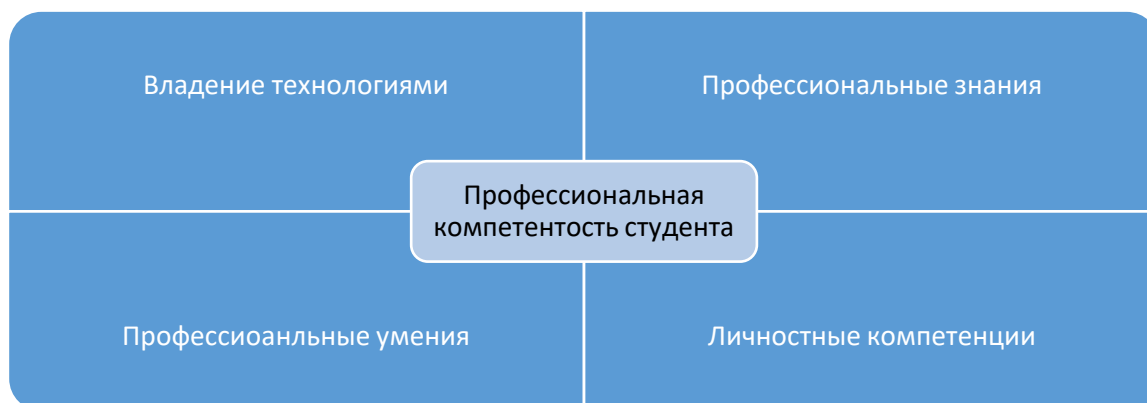 Владение технологиями
Профессиональные знания
Профессиональная
компетентость студента
Профессиоанльные умения
Личностные компетенции